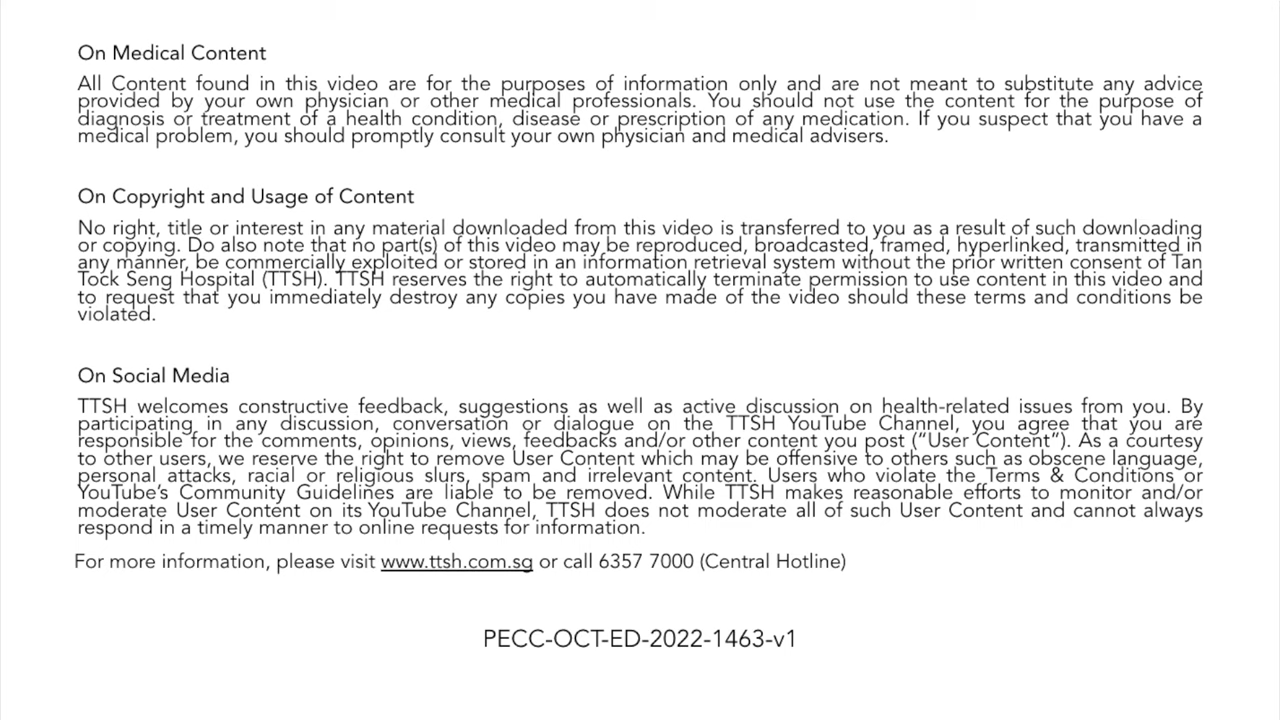 On Medical Content
All Content found in this video are for the purposes of information only and are not meant to substitute any advice
provided by your own physician or other medical professionals. You should not use the content for the purpose of
diagnosis or treatment of a health condition, disease or prescription of any medication. If you suspect that you have a
medical problem, you should promptly consult your own physician and medical advisers.
On Copyright and Usage of Content
No right, title or interest in any material downloaded from this video is transferred to you as a result of such downloading
or copying. Do also note that no part(s) of this video may be reproduced, broadcasted, framed, hyperlinked, transmitted in
any manner, be commercially exploited or stored in an information retrieval system without the prior written consent of Tan
Tock Seng Hospital (TTSH). TTSH reserves the right to automatically terminate permission to use content in this video and
to request that you immediately destroy any copies you have made of the video should these terms and conditions be
violated.
On Social Media
TTSH welcomes constructive feedback, suggestions as well as active discussion on health-related issues from you. By
participating in any discussion, conversation or dialogue on the TTSH YouTube Channel, you agree that you are
responsible for the comments, opinions, views, feedbacks and/or other content you post (“User Content”). As a courtesy
to other users, we reserve the right to remove User Content which may be offensive to others such as obscene language,
personal attacks, racial or religious slurs, spam and irrelevant content. Users who violate the Terms & Conditions or
YouTube’s Community Guidelines are liable to be removed. While TTSH makes reasonable efforts to monitor and/or
moderate User Content on its YouTube Channel, TTSH does not moderate all of such User Content and cannot always
respond in a timely manner to online requests for information.
For more information, please visit www.ttsh.com.sg or call 6357 7000 (Central Hotline)
PECC-OCT-ED-2022-1463-v1